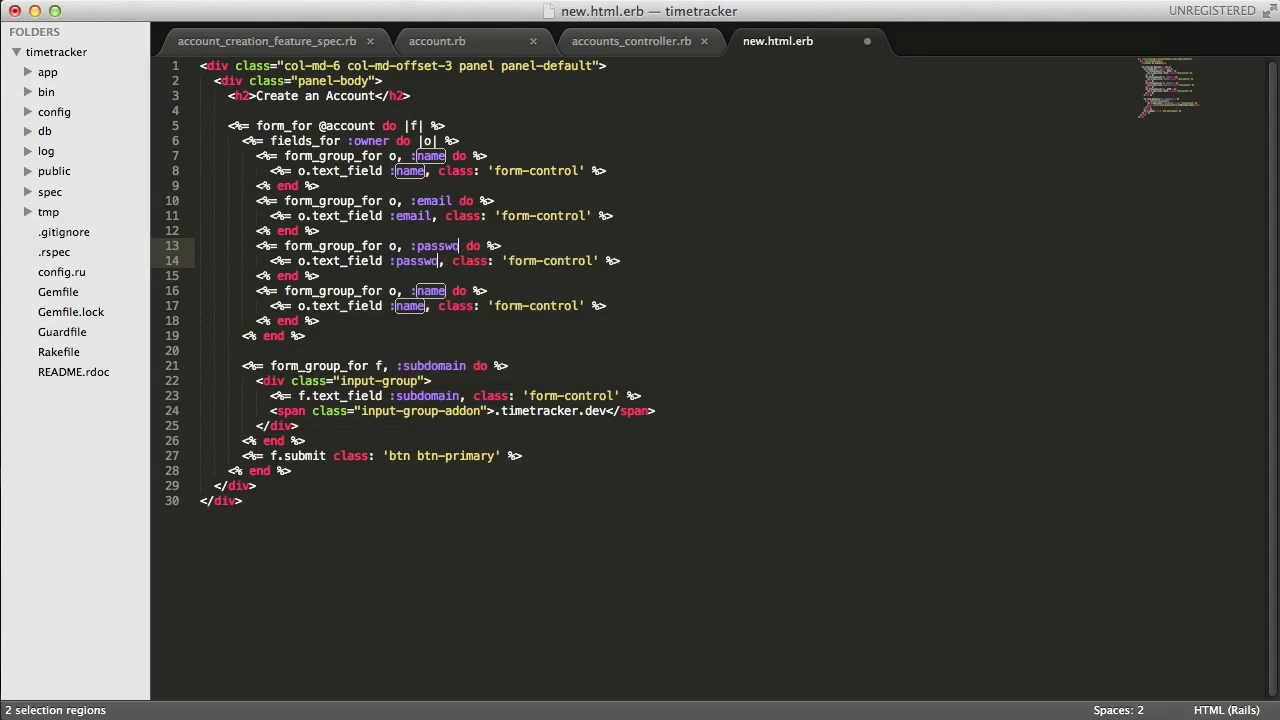 new.html.erb — timetracker
UNREGISTERED
FOLDERS
timetracker
app
bin
config
db
log
public
spec
tmp
.gitignore
.rspec
config.ru
Gemfile
Gemfile.lock
Guardfile
Rakefile
README.rdoc
account_creation_feature_spec.rb ×
account.rb ×
accounts_controller.rb ×
new.html.erb
1 <div class="col-md-6 col-md-offset-3 panel panel-default">
2 <div class="panel-body">
3 <h2>Create an Account</h2>
4
5 <%= form_for @account do |f| %>
6 <%= fields_for :owner do |o| %>
7 <%= form_group_for o, :name do %>
8 <%= o.text_field :name, class: 'form-control' %>
9 <% end %>
10 <%= form_group_for o, :email do %>
11 <%= o.text_field :email, class: 'form-control' %>
12 <% end %>
13 <%= form_group_for o, :passwo do %>
14 <%= o.text_field :passwo, class: 'form-control' %>
15 <% end %>
16 <%= form_group_for o, :name do %>
17 <%= o.text_field :name, class: 'form-control' %>
18 <% end %>
19 <% end %>
20
21 <%= form_group_for f, :subdomain do %>
22 <div class="input-group">
23 <%= f.text_field :subdomain, class: 'form-control' %>
24 <span class="input-group-addon">.timetracker.dev</span>
25 </div>
26 <% end %>
27 <%= f.submit class: 'btn btn-primary' %>
28 <% end %>
29 </div>
30 </div>
2 selection regions
Spaces: 2
HTML (Rails)